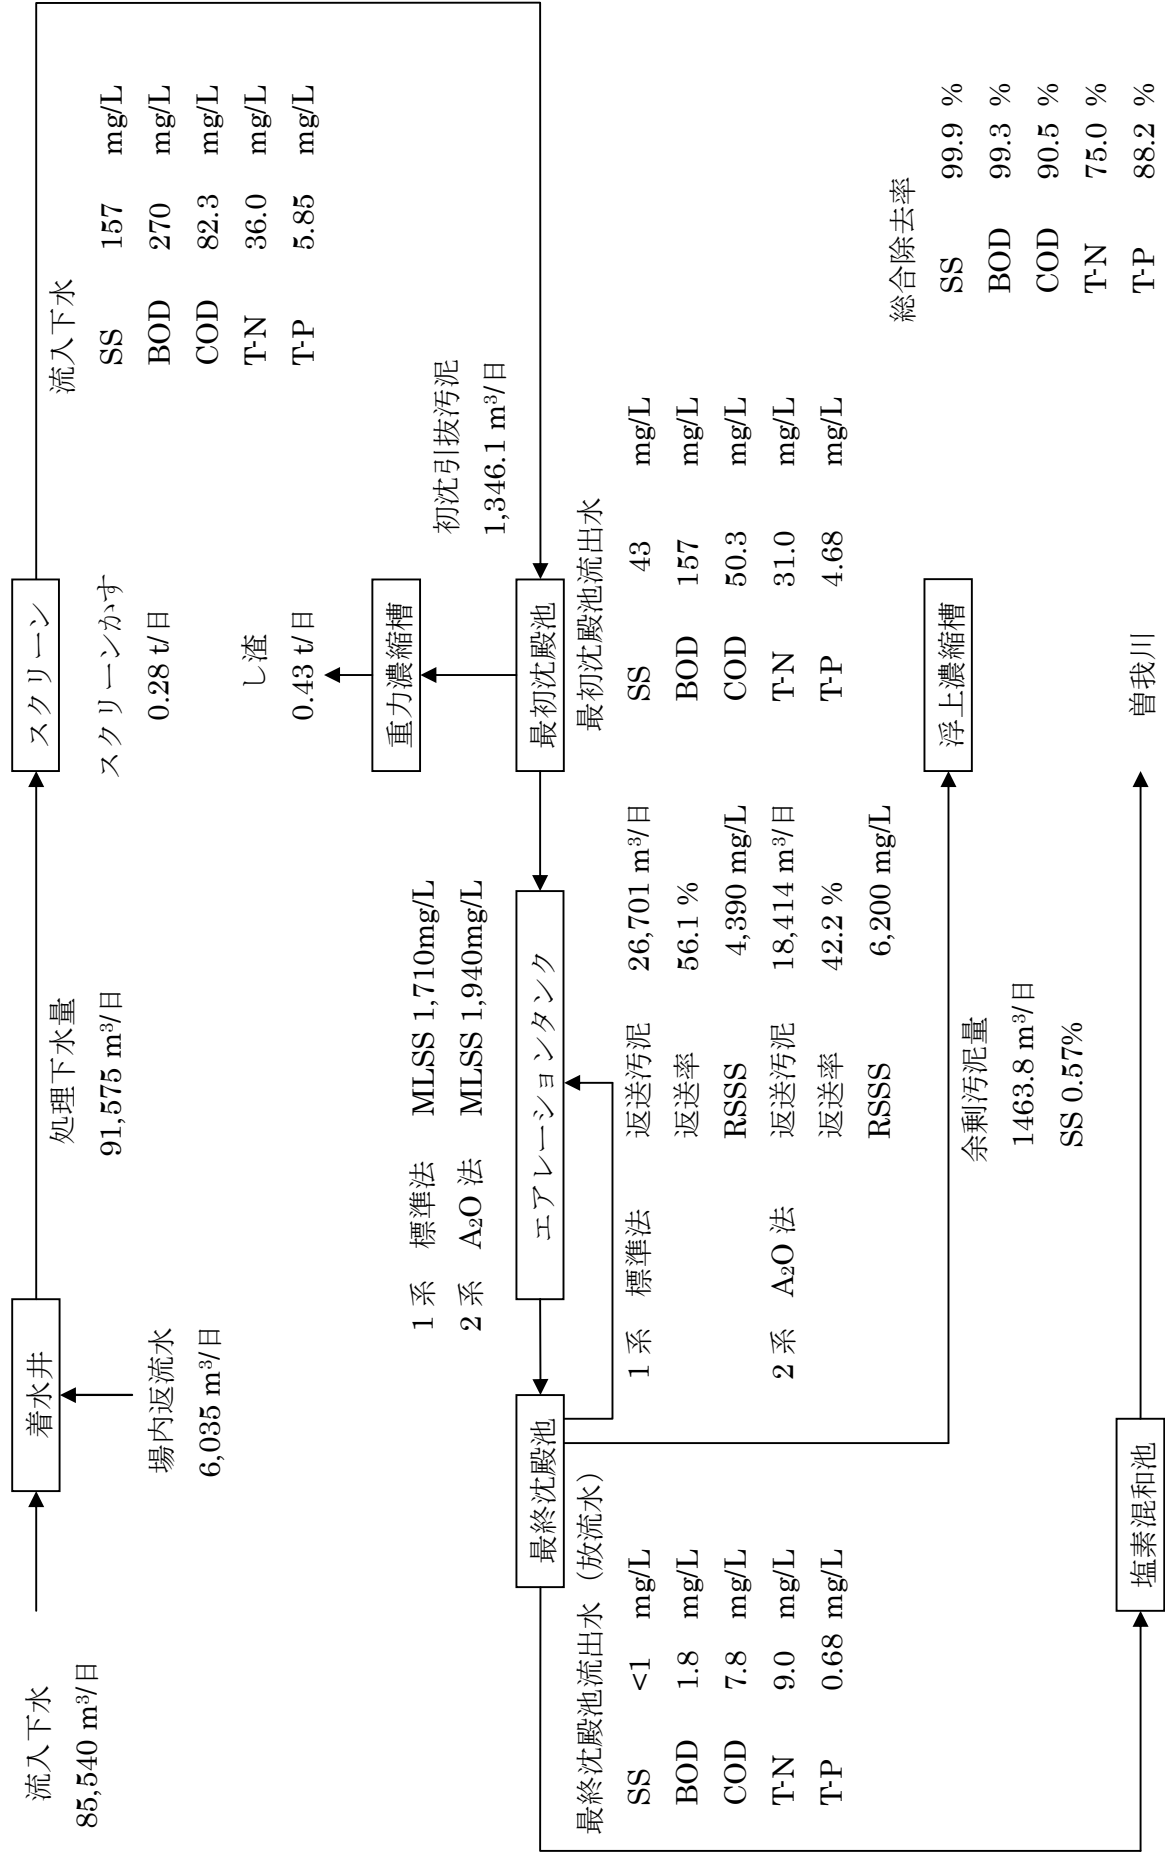 流入下水
85,540 m³/日
着水井
場内返流水
6,035 m³/日
処理下水量
91,575 m³/日
スクリーン
スクリーンかす
0.28 t/日
流入下水
SS 157 mg/L
BOD 270 mg/L
COD 82.3 mg/L
T-N 36.0 mg/L
T-P 5.85 mg/L
し渣
0.43 t/日
重力濃縮槽
初沈引抜汚泥
1,346.1 m³/日
最初沈殿池
最初沈殿池流出水
SS 43 mg/L
BOD 157 mg/L
COD 50.3 mg/L
T-N 31.0 mg/L
T-P 4.68 mg/L
1 系 標準法 MLSS 1,710mg/L
2 系 A₂O 法 MLSS 1,940mg/L
エアレーションタンク
1 系 標準法 返送汚泥 26,701 m³/日
返送率 56.1 %
RSSS 4,390 mg/L
2 系 A₂O 法 返送汚泥 18,414 m³/日
返送率 42.2 %
RSSS 6,200 mg/L
最終沈殿池
最終沈殿池流出水（放流水）
SS <1 mg/L
BOD 1.8 mg/L
COD 7.8 mg/L
T-N 9.0 mg/L
T-P 0.68 mg/L
浮上濃縮槽
余剰汚泥量
1463.8 m³/日
SS 0.57%
総合除去率
SS 99.9 %
BOD 99.3 %
COD 90.5 %
T-N 75.0 %
T-P 88.2 %
塩素混和池
曽我川